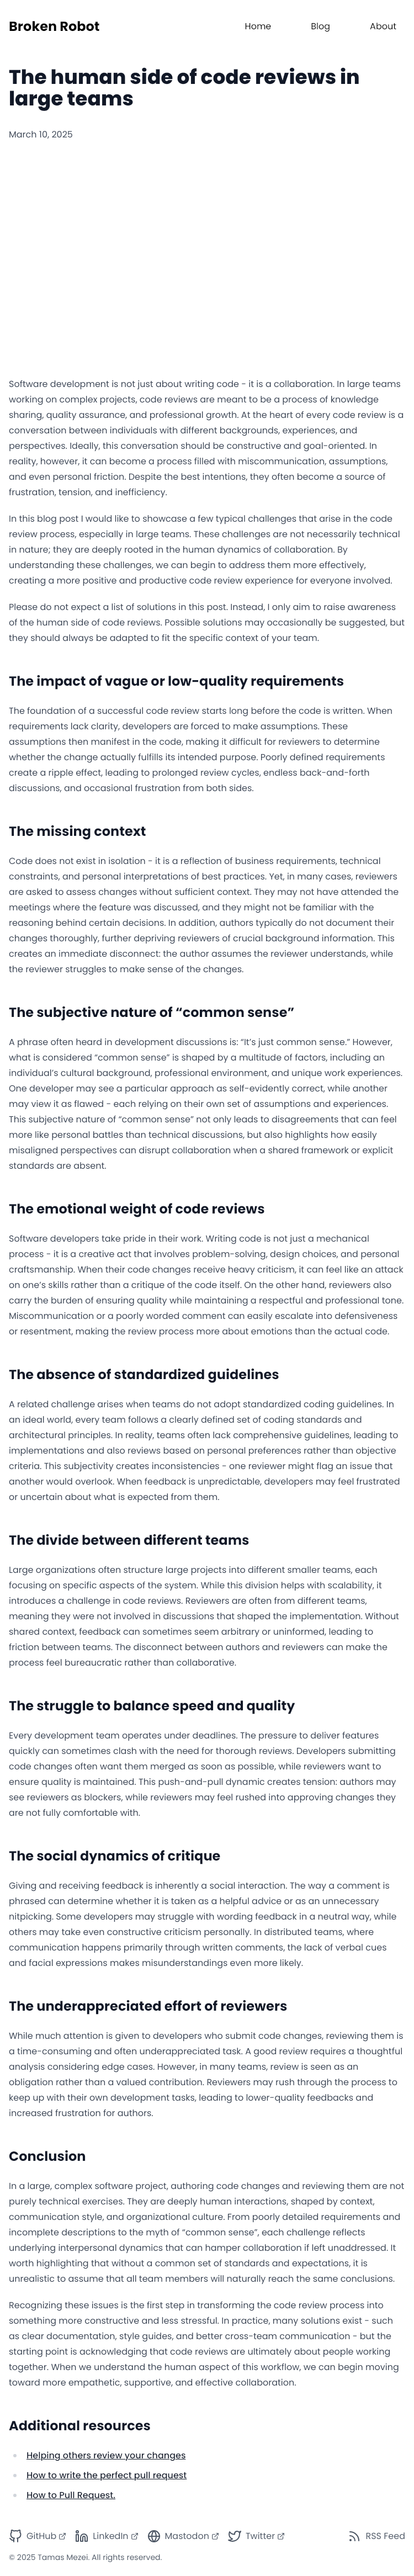 Broken Robot
Home
Blog
About
The human side of code reviews in
large teams
March 10, 2025
Software development is not just about writing code - it is a collaboration. In large teams
working on complex projects, code reviews are meant to be a process of knowledge
sharing, quality assurance, and professional growth. At the heart of every code review is a
conversation between individuals with different backgrounds, experiences, and
perspectives. Ideally, this conversation should be constructive and goal-oriented. In
reality, however, it can become a process filled with miscommunication, assumptions,
and even personal friction. Despite the best intentions, they often become a source of
frustration, tension, and inefficiency.
In this blog post I would like to showcase a few typical challenges that arise in the code
review process, especially in large teams. These challenges are not necessarily technical
in nature; they are deeply rooted in the human dynamics of collaboration. By
understanding these challenges, we can begin to address them more effectively,
creating a more positive and productive code review experience for everyone involved.
Please do not expect a list of solutions in this post. Instead, I only aim to raise awareness
of the human side of code reviews. Possible solutions may occasionally be suggested, but
they should always be adapted to fit the specific context of your team.
The impact of vague or low-quality requirements
The foundation of a successful code review starts long before the code is written. When
requirements lack clarity, developers are forced to make assumptions. These
assumptions then manifest in the code, making it difficult for reviewers to determine
whether the change actually fulfills its intended purpose. Poorly defined requirements
create a ripple effect, leading to prolonged review cycles, endless back-and-forth
discussions, and occasional frustration from both sides.
The missing context
Code does not exist in isolation - it is a reflection of business requirements, technical
constraints, and personal interpretations of best practices. Yet, in many cases, reviewers
are asked to assess changes without sufficient context. They may not have attended the
meetings where the feature was discussed, and they might not be familiar with the
reasoning behind certain decisions. In addition, authors typically do not document their
changes thoroughly, further depriving reviewers of crucial background information. This
creates an immediate disconnect: the author assumes the reviewer understands, while
the reviewer struggles to make sense of the changes.
The subjective nature of “common sense”
A phrase often heard in development discussions is: “It’s just common sense.” However,
what is considered “common sense” is shaped by a multitude of factors, including an
individual’s cultural background, professional environment, and unique work experiences.
One developer may see a particular approach as self-evidently correct, while another
may view it as flawed - each relying on their own set of assumptions and experiences.
This subjective nature of “common sense” not only leads to disagreements that can feel
more like personal battles than technical discussions, but also highlights how easily
misaligned perspectives can disrupt collaboration when a shared framework or explicit
standards are absent.
The emotional weight of code reviews
Software developers take pride in their work. Writing code is not just a mechanical
process - it is a creative act that involves problem-solving, design choices, and personal
craftsmanship. When their code changes receive heavy criticism, it can feel like an attack
on one’s skills rather than a critique of the code itself. On the other hand, reviewers also
carry the burden of ensuring quality while maintaining a respectful and professional tone.
Miscommunication or a poorly worded comment can easily escalate into defensiveness
or resentment, making the review process more about emotions than the actual code.
The absence of standardized guidelines
A related challenge arises when teams do not adopt standardized coding guidelines. In
an ideal world, every team follows a clearly defined set of coding standards and
architectural principles. In reality, teams often lack comprehensive guidelines, leading to
implementations and also reviews based on personal preferences rather than objective
criteria. This subjectivity creates inconsistencies - one reviewer might flag an issue that
another would overlook. When feedback is unpredictable, developers may feel frustrated
or uncertain about what is expected from them.
The divide between different teams
Large organizations often structure large projects into different smaller teams, each
focusing on specific aspects of the system. While this division helps with scalability, it
introduces a challenge in code reviews. Reviewers are often from different teams,
meaning they were not involved in discussions that shaped the implementation. Without
shared context, feedback can sometimes seem arbitrary or uninformed, leading to
friction between teams. The disconnect between authors and reviewers can make the
process feel bureaucratic rather than collaborative.
The struggle to balance speed and quality
Every development team operates under deadlines. The pressure to deliver features
quickly can sometimes clash with the need for thorough reviews. Developers submitting
code changes often want them merged as soon as possible, while reviewers want to
ensure quality is maintained. This push-and-pull dynamic creates tension: authors may
see reviewers as blockers, while reviewers may feel rushed into approving changes they
are not fully comfortable with.
The social dynamics of critique
Giving and receiving feedback is inherently a social interaction. The way a comment is
phrased can determine whether it is taken as a helpful advice or as an unnecessary
nitpicking. Some developers may struggle with wording feedback in a neutral way, while
others may take even constructive criticism personally. In distributed teams, where
communication happens primarily through written comments, the lack of verbal cues
and facial expressions makes misunderstandings even more likely.
The underappreciated effort of reviewers
While much attention is given to developers who submit code changes, reviewing them is
a time-consuming and often underappreciated task. A good review requires a thoughtful
analysis considering edge cases. However, in many teams, review is seen as an
obligation rather than a valued contribution. Reviewers may rush through the process to
keep up with their own development tasks, leading to lower-quality feedbacks and
increased frustration for authors.
Conclusion
In a large, complex software project, authoring code changes and reviewing them are not
purely technical exercises. They are deeply human interactions, shaped by context,
communication style, and organizational culture. From poorly detailed requirements and
incomplete descriptions to the myth of “common sense”, each challenge reflects
underlying interpersonal dynamics that can hamper collaboration if left unaddressed. It
worth highlighting that without a common set of standards and expectations, it is
unrealistic to assume that all team members will naturally reach the same conclusions.
Recognizing these issues is the first step in transforming the code review process into
something more constructive and less stressful. In practice, many solutions exist - such
as clear documentation, style guides, and better cross-team communication - but the
starting point is acknowledging that code reviews are ultimately about people working
together. When we understand the human aspect of this workflow, we can begin moving
toward more empathetic, supportive, and effective collaboration.
Additional resources
Helping others review your changes
How to write the perfect pull request
How to Pull Request.
GitHub
LinkedIn
Mastodon
Twitter
RSS Feed
© 2025 Tamas Mezei. All rights reserved.